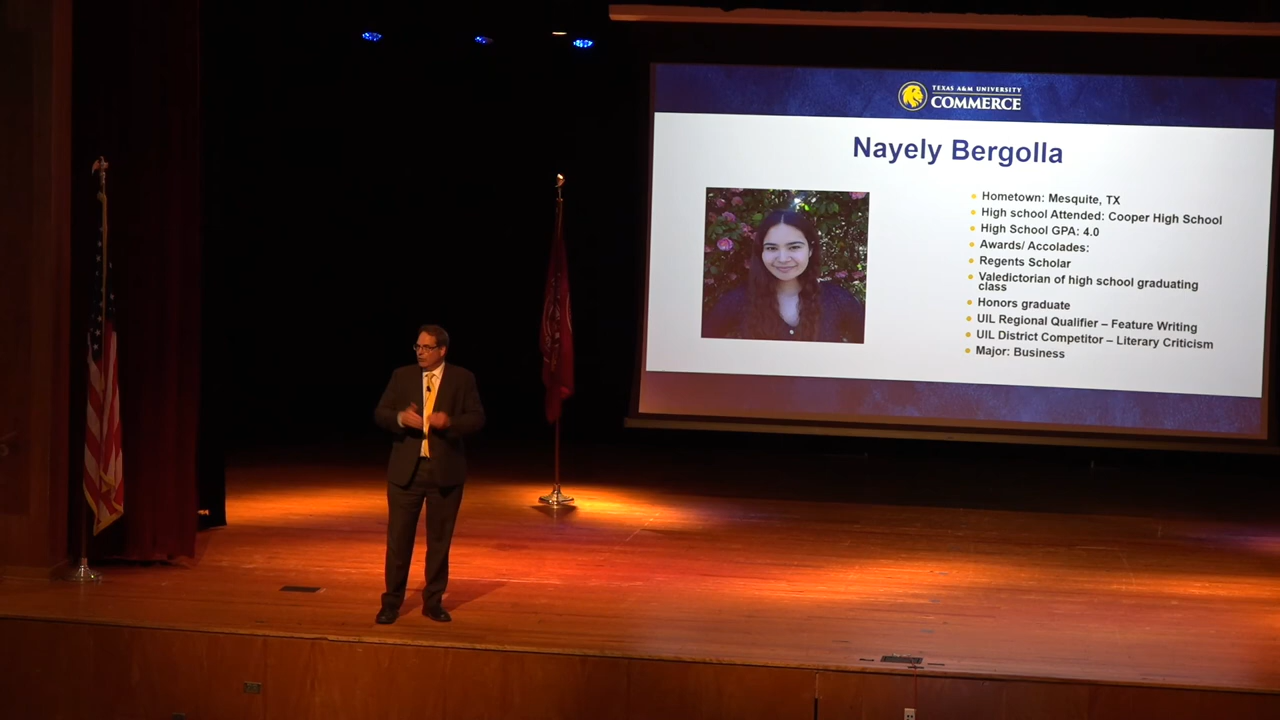 TEXAS A&M UNIVERSITY
COMMERCE
Nayely Bergolla
Hometown: Mesquite, TX
High school Attended: Cooper High School
High School GPA: 4.0
Awards/ Accolades:
Regents Scholar
Valedictorian of high school graduating
class
Honors graduate
UIL Regional Qualifier – Feature Writing
UIL District Competitor – Literary Criticism
Major: Business